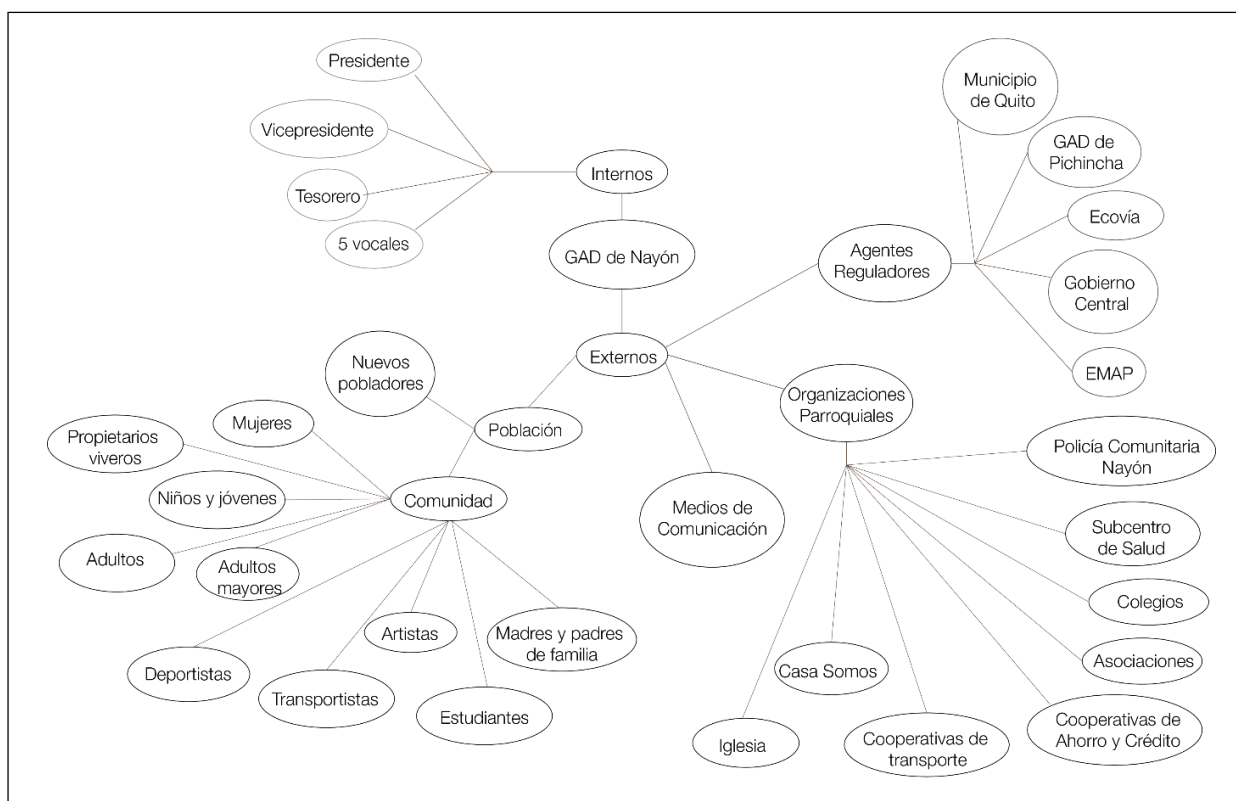 Presidente
Vicepresidente
Tesorero
5 vocales
Internos
GAD de Nayón
Externos
Municipio
de Quito
GAD de
Pichincha
Ecovía
Agentes
Reguladores
Gobierno
Central
EMAP
Nuevos
pobladores
Población
Organizaciones
Parroquiales
Mujeres
Propietarios
viveros
Niños y jóvenes
Comunidad
Adultos
Adultos
mayores
Medios de
Comunicación
Policía Comunitaria
Nayón
Subcentro
de Salud
Colegios
Asociaciones
Cooperativas de
Ahorro y Crédito
Cooperativas de
transporte
Casa Somos
Iglesia
Madres y padres
de familia
Artistas
Estudiantes
Transportistas
Deportistas